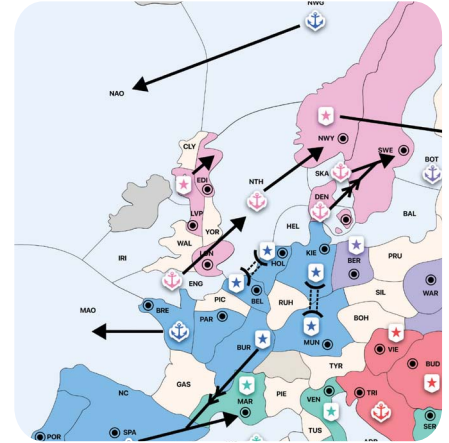 NWG
NAO
CLY
NWY
SWE
SKA
BOT
EDI
NTH
DEN
LVP
YOR
HEL
BAL
WAL
LON
IRI
HOL
KIE
BER
PRU
ENG
BEL
WAR
MAO
BRE
PIC
RUH
SIL
PAR
BOH
BUR
MUN
VIE
TYR
BUD
GAS
NC
MAR
PIE
VEN
TRI
SER
POR
SPA
TUS